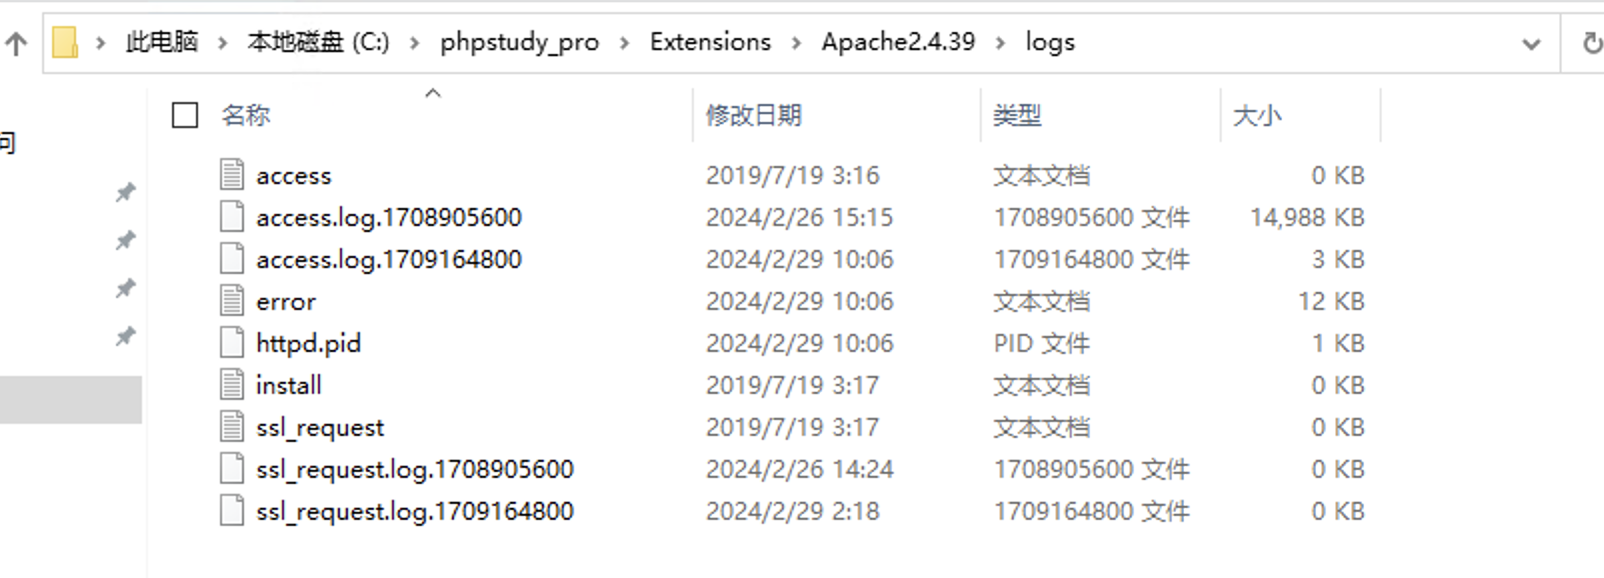 此电脑 › 本地磁盘 (C:) › phpstudy_pro › Extensions › Apache2.4.39 › logs
问
名称 修改日期 类型 大小
access 2019/7/19 3:16 文本文档 0 KB
access.log.1708905600 2024/2/26 15:15 1708905600 文件 14,988 KB
access.log.1709164800 2024/2/29 10:06 1709164800 文件 3 KB
error 2024/2/29 10:06 文本文档 12 KB
httpd.pid 2024/2/29 10:06 PID 文件 1 KB
install 2019/7/19 3:17 文本文档 0 KB
ssl_request 2019/7/19 3:17 文本文档 0 KB
ssl_request.log.1708905600 2024/2/26 14:24 1708905600 文件 0 KB
ssl_request.log.1709164800 2024/2/29 2:18 1709164800 文件 0 KB